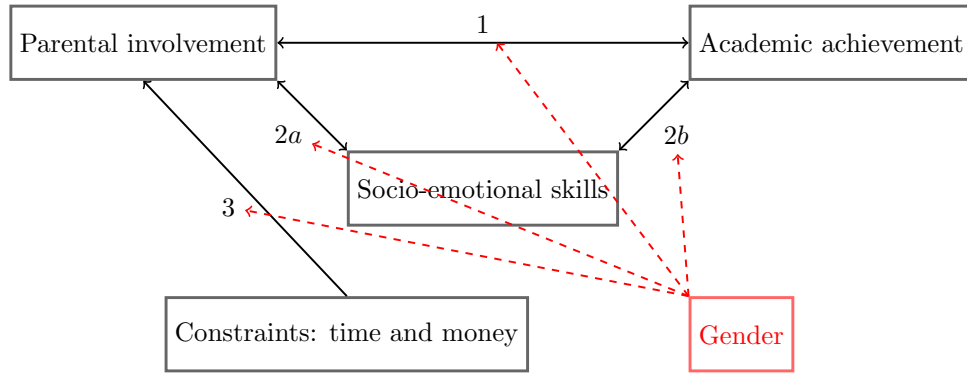 1
Parental involvement
Academic achievement
2a
2b
Socio-emotional skills
3
Constraints: time and money
Gender